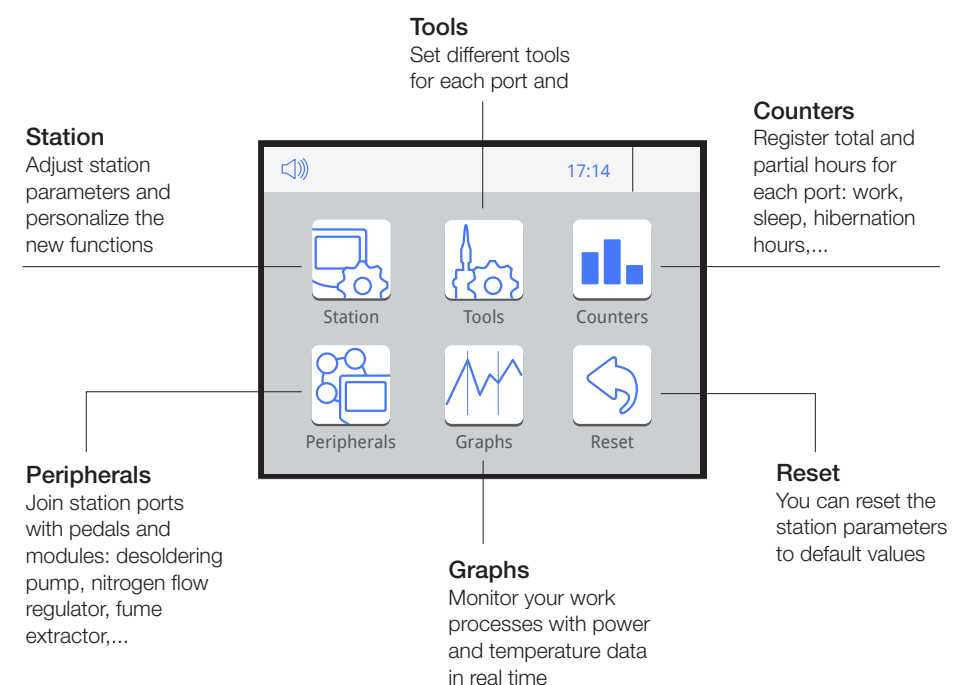 Tools
Set different tools
for each port and
Station
Adjust station
parameters and
personalize the
new functions
Counters
Register total and
partial hours for
each port: work,
sleep, hibernation
hours,...
17:14
Station
Tools
Counters
Peripherals
Graphs
Reset
Peripherals
Join station ports
with pedals and
modules: desoldering
pump, nitrogen flow
regulator, fume
extractor,...
Graphs
Monitor your work
processes with power
and temperature data
in real time
Reset
You can reset the
station parameters
to default values